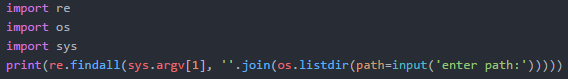 import re
import os
import sys
print(re.findall(sys.argv[1], ''.join(os.listdir(path=input('enter path:')))))